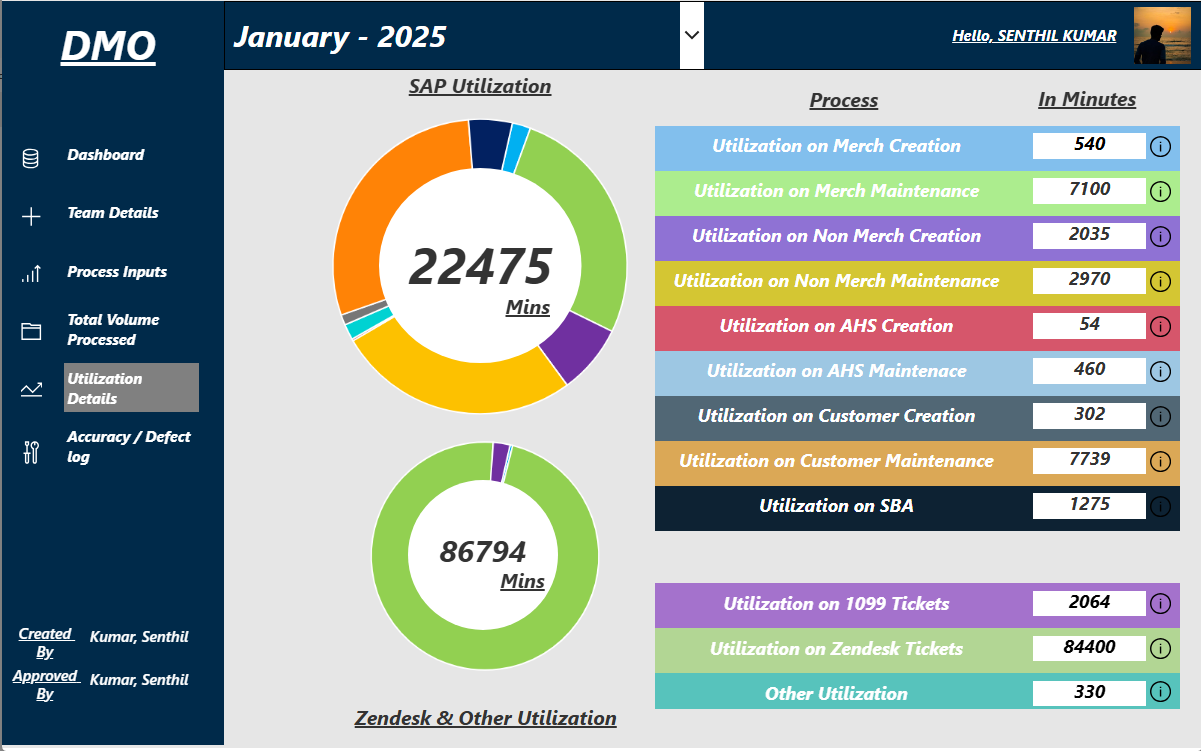 DMO
January - 2025
Hello, SENTHIL KUMAR
Dashboard
Team Details
Process Inputs
Total Volume
Processed
Utilization
Details
Accuracy / Defect
log
Created
By
Kumar, Senthil
Approved
By
Kumar, Senthil
SAP Utilization
22475
Mins
86794
Mins
Zendesk & Other Utilization
Process In Minutes
Utilization on Merch Creation 540
Utilization on Merch Maintenance 7100
Utilization on Non Merch Creation 2035
Utilization on Non Merch Maintenance 2970
Utilization on AHS Creation 54
Utilization on AHS Maintenace 460
Utilization on Customer Creation 302
Utilization on Customer Maintenance 7739
Utilization on SBA 1275
Utilization on 1099 Tickets 2064
Utilization on Zendesk Tickets 84400
Other Utilization 330